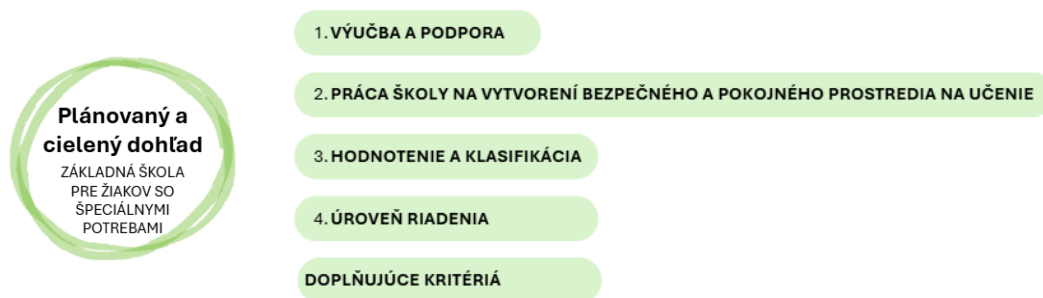 Plánovaný a
cielený dohľad
ZÁKLADNÁ ŠKOLA
PRE ŽIAKOV SO
ŠPECIÁLNYMI
POTREBAMI
1. VÝUČBA A PODPORA
2. PRÁCA ŠKOLY NA VYTVORENÍ BEZPEČNÉHO A POKOJNÉHO PROSTREDIA NA UČENIE
3. HODNOTENIE A KLASIFIKÁCIA
4. ÚROVEŇ RIADENIA
DOPLŇUJÚCE KRITÉRIÁ